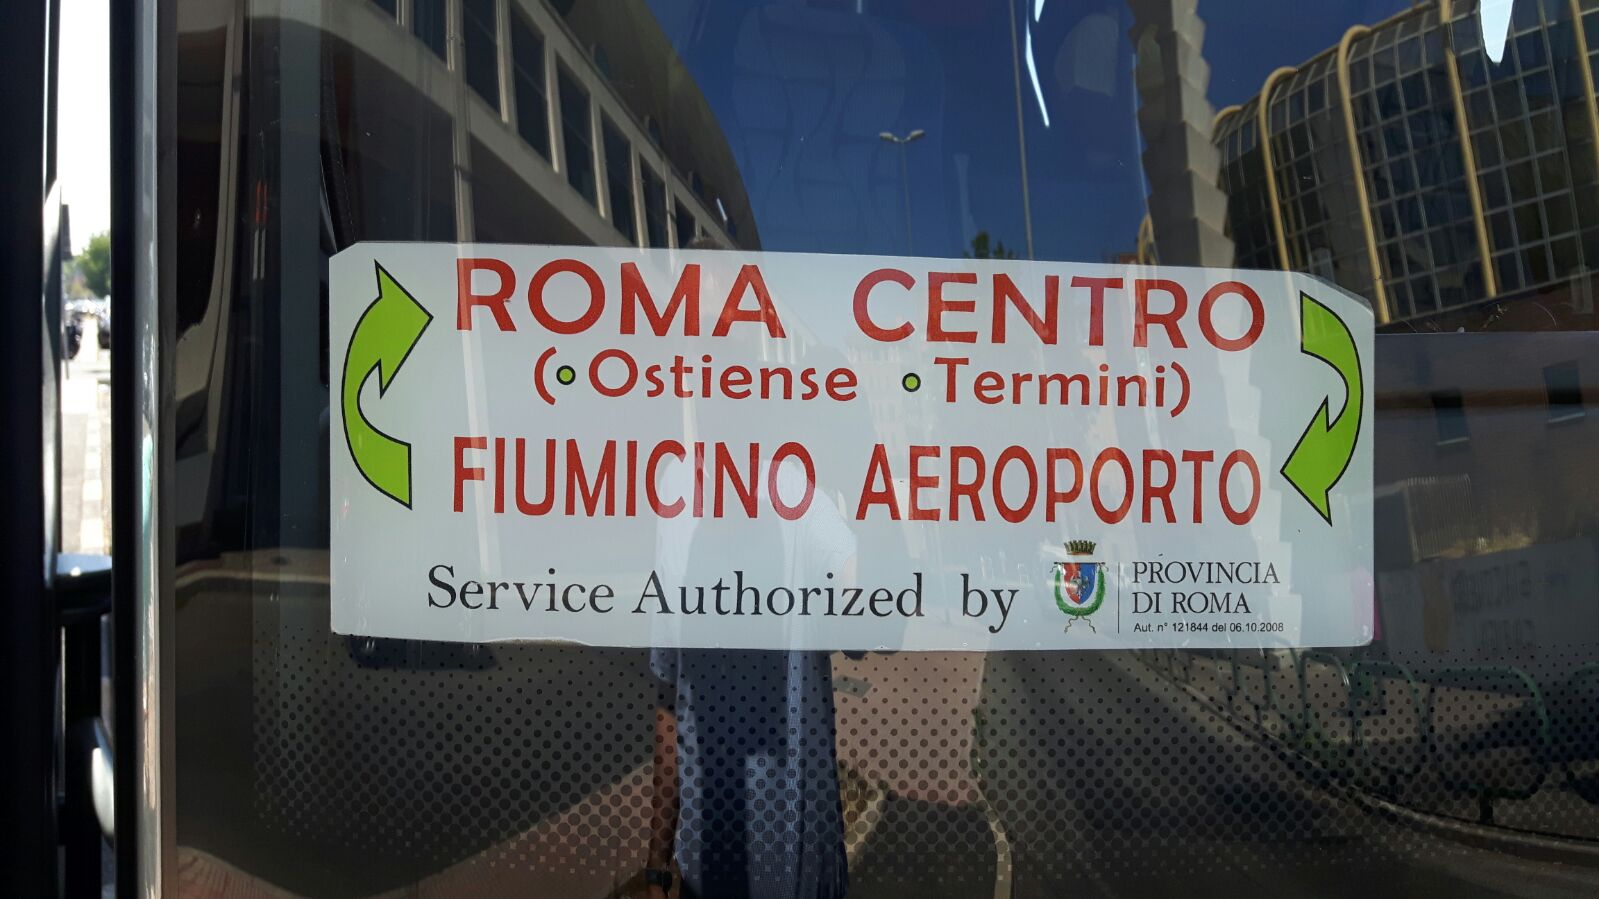 ROMA CENTRO
(•Ostiense •Termini)
FIUMICINO AEROPORTO
Service Authorized by
PROVINCIA
DI ROMA
Aut. n° 121844 del 06.10.2008